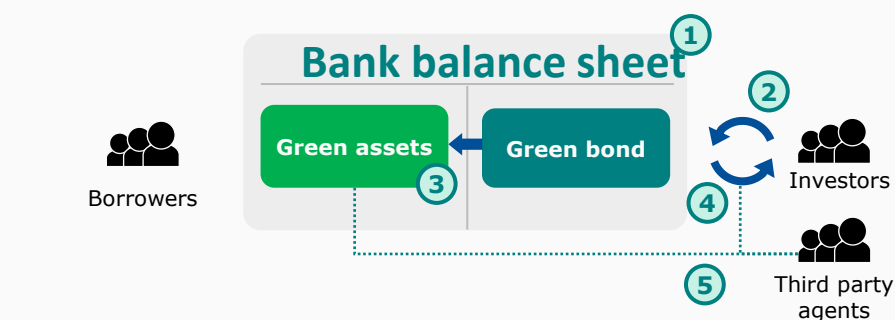 1
Bank balance sheet
2
Green assets
Green bond
3
4
Borrowers
Investors
5
Third party
agents